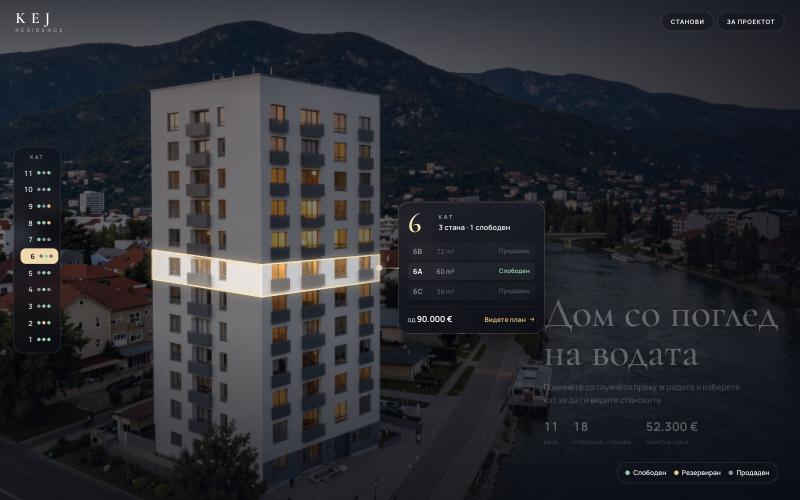 KEJ
RESIDENCE
СТАНОВИ
ЗА ПРОЕКТОТ
КАТ
11
10
9
8
7
6
5
4
3
2
1
6
КАТ
3 стана · 1 слободен
6B 72 m² Продаден
6A 60 m² Слободен
6C 38 m² Продаден
од 90.000 € Видете план →
Дом со поглед
на водата
Поминете со глувчето преку зградата и изберете
кат за да ги видите становите.
11 18 52.300 €
ката слободни станови почетна цена
Слободен Резервиран Продаден